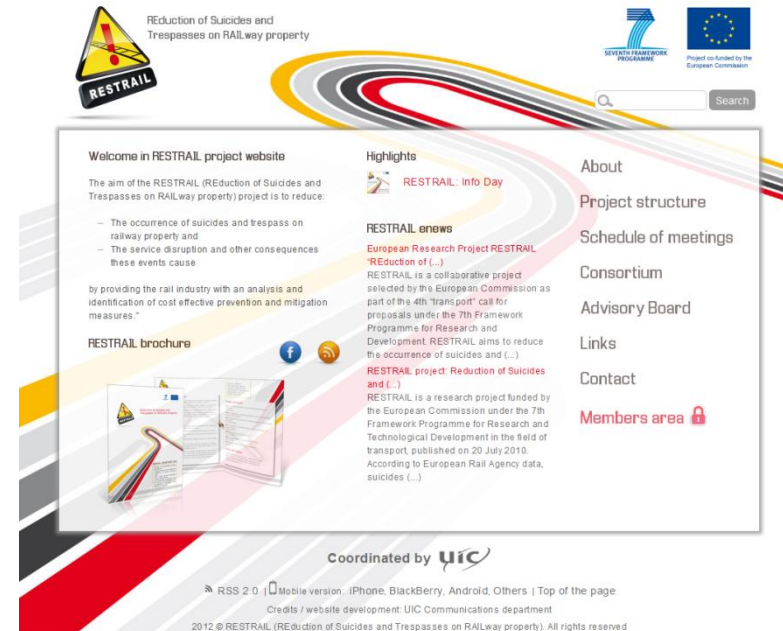 REduction of Suicides and
Trespasses on RAILway property
RESTRAIL
SEVENTH FRAMEWORK
PROGRAMME
Project co-funded by the
European Commission
Search
Welcome in RESTRAIL project website
The aim of the RESTRAIL (REduction of Suicides and
Trespasses on RAILway property) project is to reduce:
– The occurrence of suicides and trespass on
railway property and
– The service disruption and other consequences
these events cause
by providing the rail industry with an analysis and
identification of cost effective prevention and mitigation
measures."
RESTRAIL brochure
Highlights
RESTRAIL: Info Day
RESTRAIL enews
European Research Project RESTRAIL
"REduction of (...)
RESTRAIL is a collaborative project
selected by the European Commission as
part of the 4th "transport" call for
proposals under the 7th Framework
Programme for Research and
Development. RESTRAIL aims to reduce
the occurrence of suicides and (...)
RESTRAIL project: Reduction of Suicides
and (...)
RESTRAIL is a research project funded by
the European Commission under the 7th
Framework Programme for Research and
Technological Development in the field of
transport, published on 20 July 2010.
According to European Rail Agency data,
suicides (...)
About
Project structure
Schedule of meetings
Consortium
Advisory Board
Links
Contact
Members area
Coordinated by uic
RSS 2.0 | Mobile version: iPhone, BlackBerry, Android, Others | Top of the page
Credits / website development: UIC Communications department
2012 © RESTRAIL (REduction of Suicides and Trespasses on RAILway property). All rights reserved